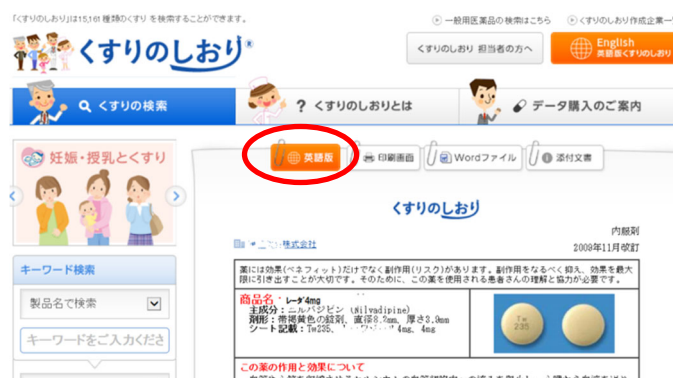 「くすりのしおり」は15,161種類のくすり を検索することができます。
一般用医薬品の検索はこちら
くすりのしおり作成企業一
くすりのしおり
くすりのしおり 担当者の方へ
English
英語版くすりのしおり
くすりの検索
? くすりのしおりとは
データ購入のご案内
妊娠・授乳とくすり
英語版
印刷画面
Wordファイル
添付文書
くすりのしおり
内服剤
株式会社
2009年11月改訂
キーワード検索
製品名で検索
キーワードをご入力くださ
薬には効果(ベネフィット)だけでなく副作用(リスク)があります。副作用をなるべく抑え、効果を最大
限に引き出すことが大切です。そのために、この薬を使用される患者さんの理解と協力が必要です。
商品名:
レーダ4mg
主成分:ニルバジピン (Nilvadipine)
剤形:帯褐黄色の錠剤、直径8.2mm、厚さ3.0mm
シート記載:Tw235、
4mg、4mg
Tw
235
この薬の作用と効果について